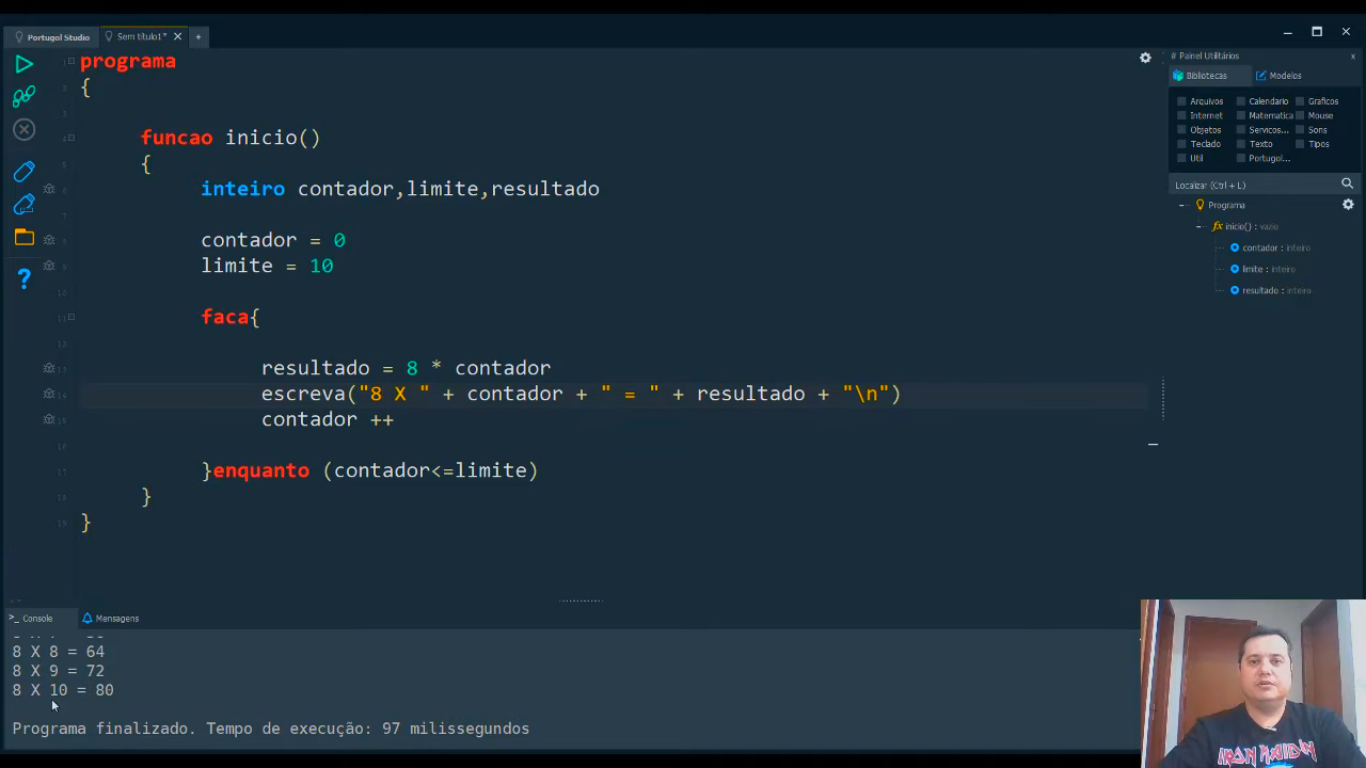 Portugol Studio
Sem título1*
programa
{
funcao inicio()
{
inteiro contador,limite,resultado
contador = 0
limite = 10
faca{
resultado = 8 * contador
escreva("8 X " + contador + " = " + resultado + "\n")
contador ++
}enquanto (contador<=limite)
}
}
Painel Utilitários
Bibliotecas Modelos
Arquivos Calendario Graficos
Internet Matematica Mouse
Objetos Servicos... Sons
Teclado Texto Tipos
Util Portugol...
Localizar (Ctrl + L)
Programa
fx inicio() : vazio
contador : inteiro
limite : inteiro
resultado : inteiro
>_ Console Mensagens
8 X 8 = 64
8 X 9 = 72
8 X 10 = 80
Programa finalizado. Tempo de execução: 97 milissegundos
IRON MAIDEN